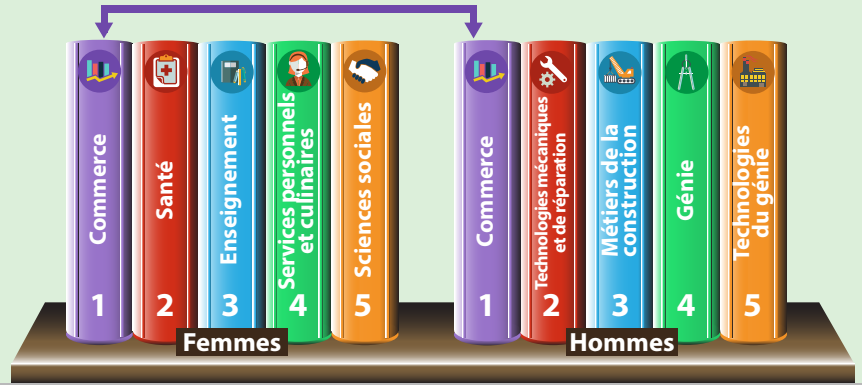 Commerce
1
Santé
2
Enseignement
3
Services personnels
et culinaires
4
Sciences sociales
5
Femmes
Commerce
1
Technologies mécaniques
et de réparation
2
Métiers de la
construction
3
Génie
4
Technologies
du génie
5
Hommes